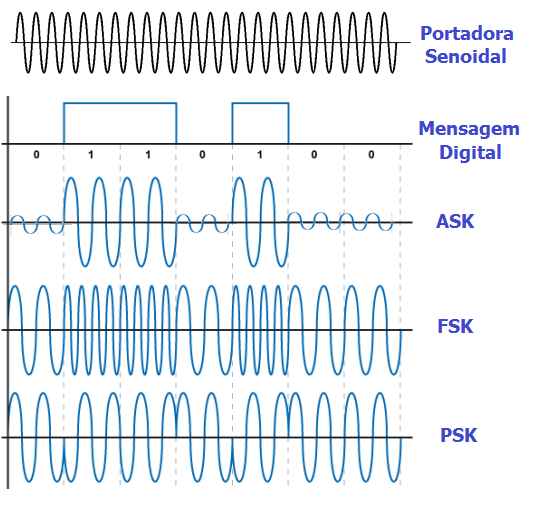 Portadora
Senoidal
Mensagem
Digital
0 1 1 0 1 0 0
ASK
FSK
PSK